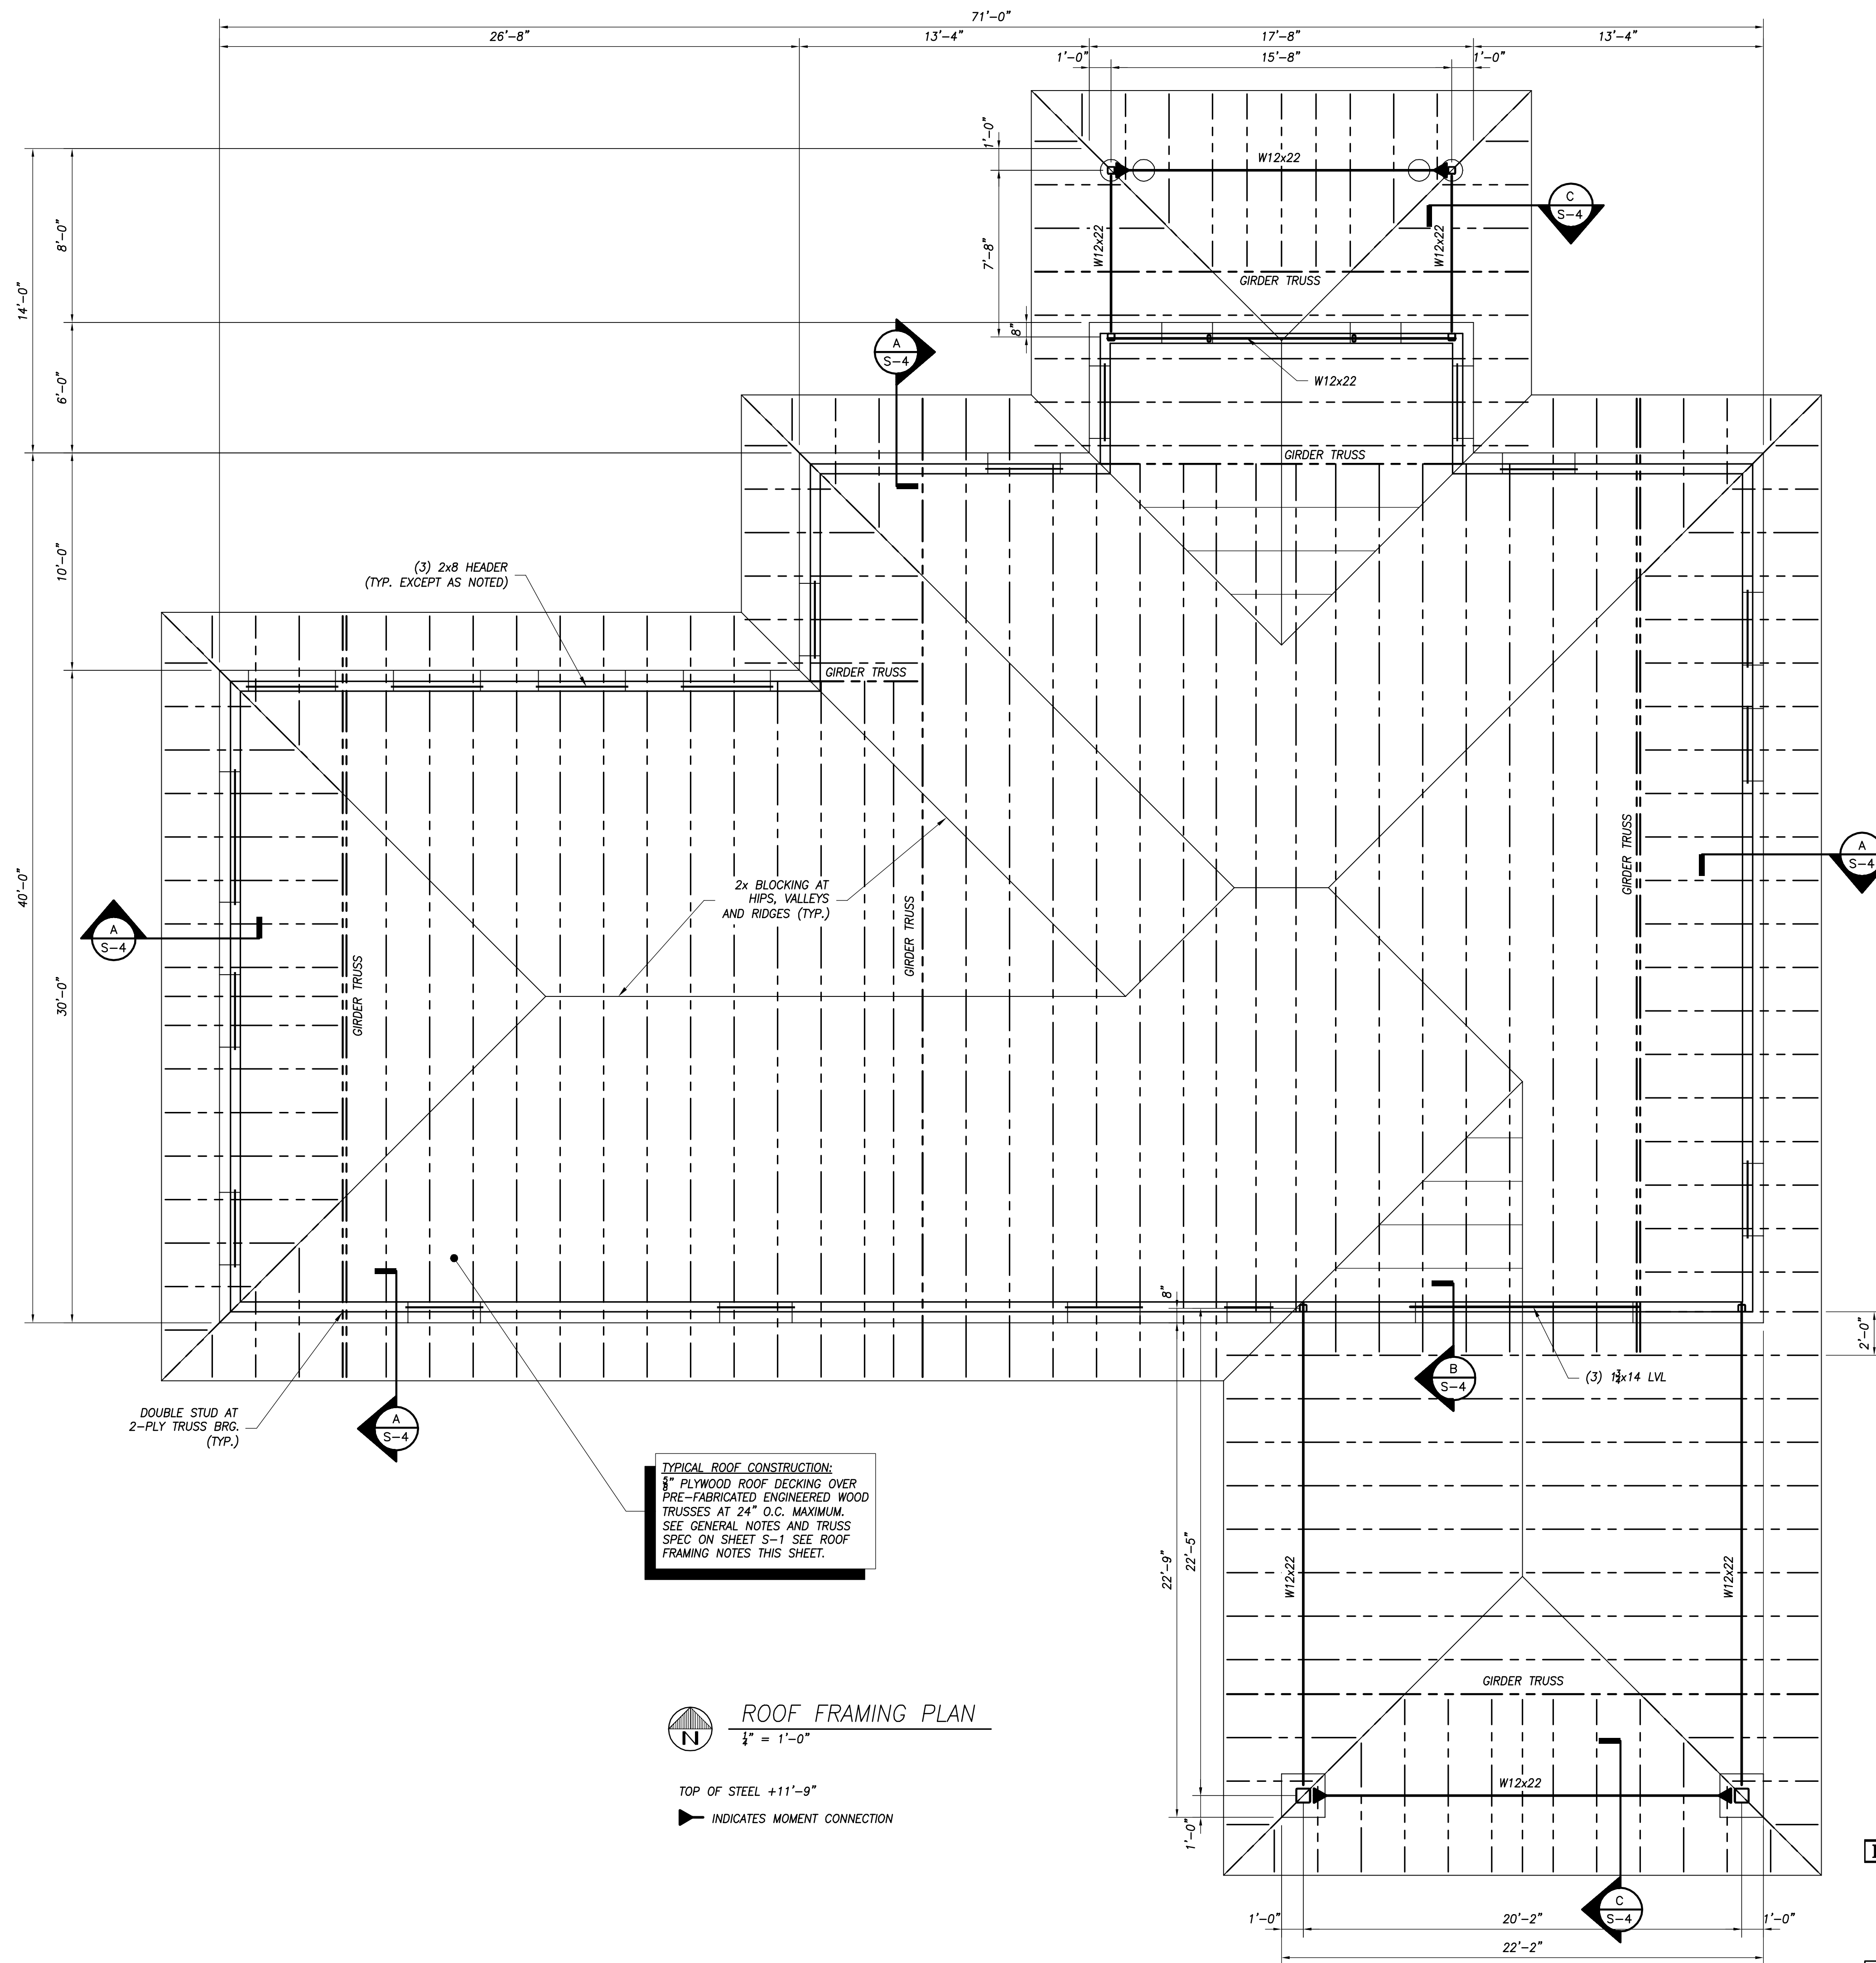 71'-0"
26'-8"
13'-4"
17'-8"
13'-4"
1'-0"
15'-8"
1'-0"
1'-0"
W12x22
C
S-4
8'-0"
7'-8"
W12x22
W12x22
14'-0"
GIRDER TRUSS
8"
A
S-4
6'-0"
W12x22
GIRDER TRUSS
10'-0"
(3) 2x8 HEADER
(TYP. EXCEPT AS NOTED)
GIRDER TRUSS
GIRDER TRUSS
40'-0"
A
S-4
2x BLOCKING AT
HIPS, VALLEYS
AND RIDGES (TYP.)
A
S-4
GIRDER TRUSS
30'-0"
GIRDER TRUSS
8"
2'-0"
B
S-4
(3) 1¾x14 LVL
DOUBLE STUD AT
2-PLY TRUSS BRG.
(TYP.)
A
S-4
TYPICAL ROOF CONSTRUCTION:
⅝" PLYWOOD ROOF DECKING OVER
PRE-FABRICATED ENGINEERED WOOD
TRUSSES AT 24" O.C. MAXIMUM.
SEE GENERAL NOTES AND TRUSS
SPEC ON SHEET S-1 SEE ROOF
FRAMING NOTES THIS SHEET.
22'-9"
22'-5"
W12x22
W12x22
GIRDER TRUSS
N
ROOF FRAMING PLAN
¼" = 1'-0"
TOP OF STEEL +11'-9"
INDICATES MOMENT CONNECTION
W12x22
1'-0"
C
S-4
1'-0"
20'-2"
1'-0"
22'-2"